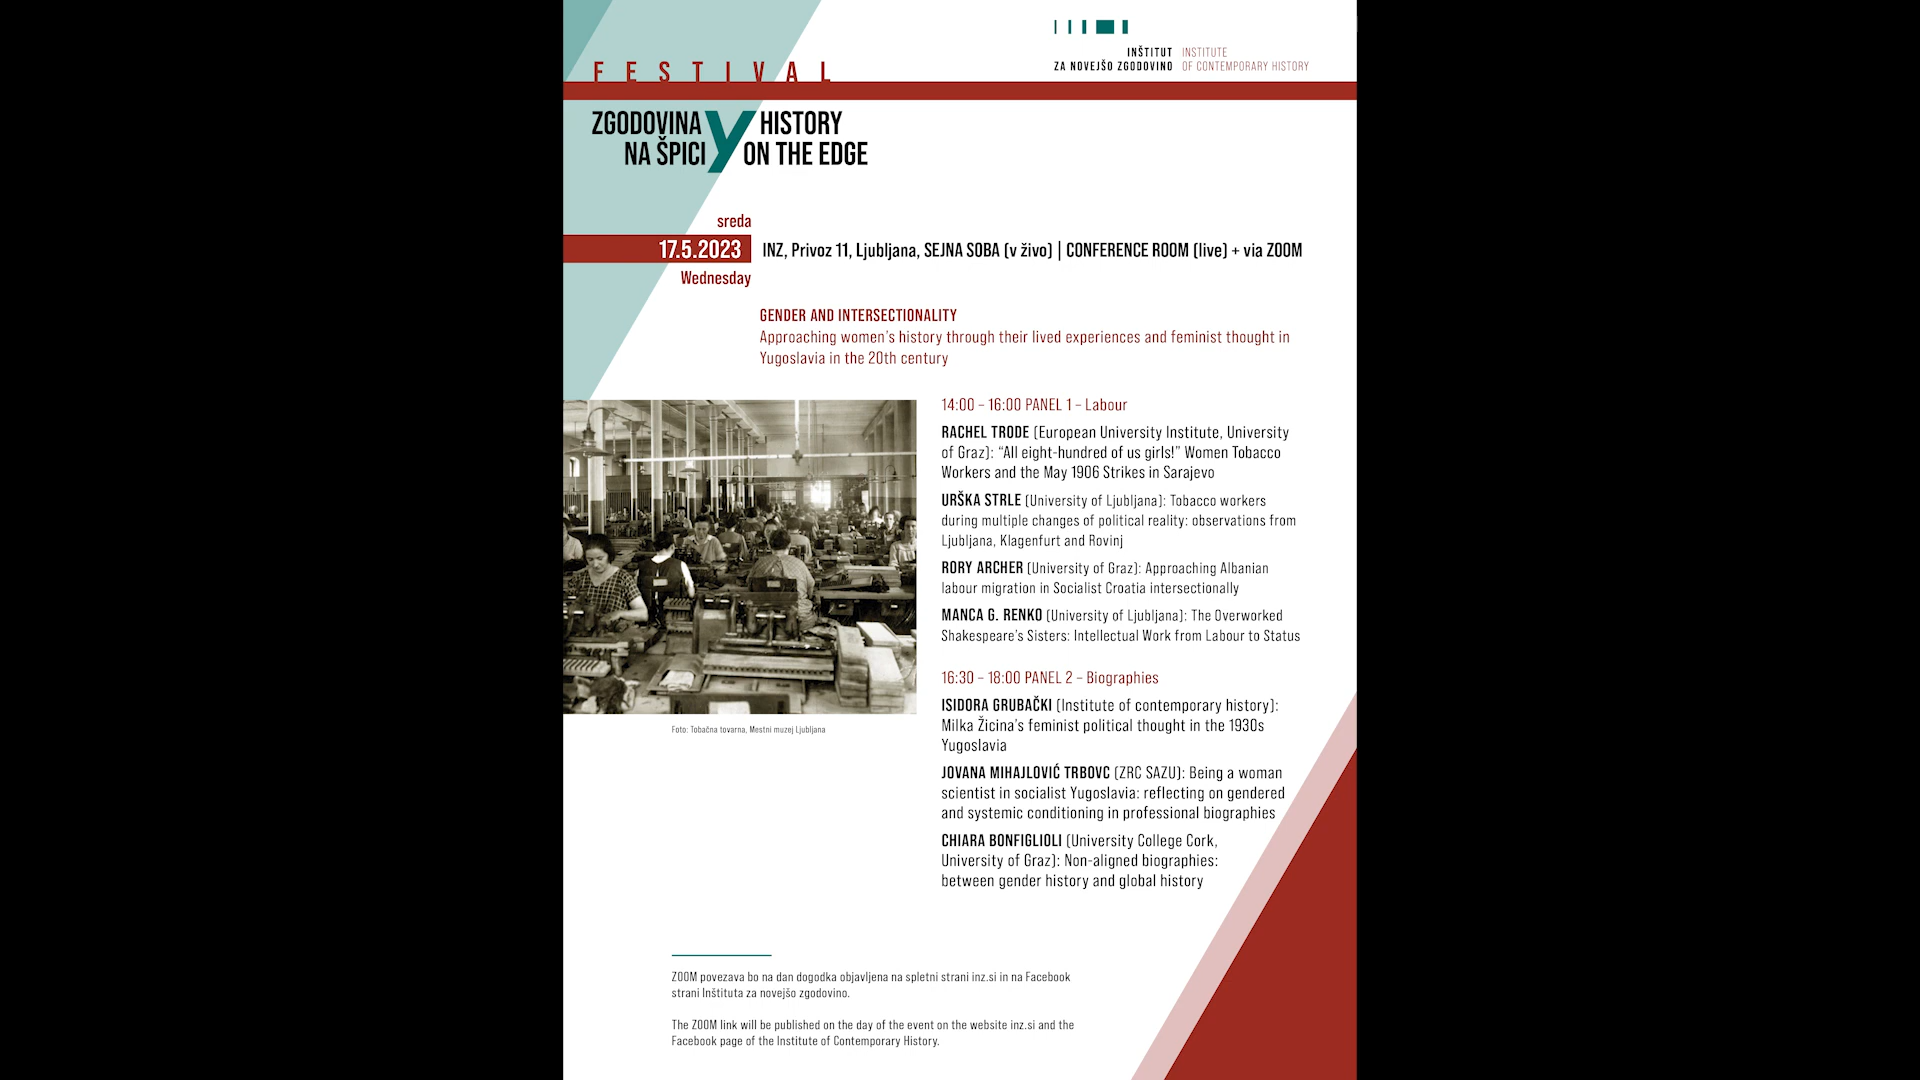 INŠTITUT INSTITUTE
ZA NOVEJŠO ZGODOVINO OF CONTEMPORARY HISTORY
FESTIVAL
ZGODOVINA y HISTORY
NA ŠPICI ON THE EDGE
sreda
17.5.2023 INZ, Privoz 11, Ljubljana, SEJNA SOBA (v živo) | CONFERENCE ROOM (live) + via ZOOM
Wednesday
GENDER AND INTERSECTIONALITY
Approaching women's history through their lived experiences and feminist thought in
Yugoslavia in the 20th century
14:00 – 16:00 PANEL 1 – Labour
RACHEL TRODE (European University Institute, University
of Graz): “All eight-hundred of us girls!” Women Tobacco
Workers and the May 1906 Strikes in Sarajevo
URŠKA STRLE (University of Ljubljana): Tobacco workers
during multiple changes of political reality: observations from
Ljubljana, Klagenfurt and Rovinj
RORY ARCHER (University of Graz): Approaching Albanian
labour migration in Socialist Croatia intersectionally
MANCA G. RENKO (University of Ljubljana): The Overworked
Shakespeare's Sisters: Intellectual Work from Labour to Status
16:30 – 18:00 PANEL 2 – Biographies
ISIDORA GRUBAČKI (Institute of contemporary history):
Milka Žicina's feminist political thought in the 1930s
Yugoslavia
JOVANA MIHAJLOVIĆ TRBOVC (ZRC SAZU): Being a woman
scientist in socialist Yugoslavia: reflecting on gendered
and systemic conditioning in professional biographies
CHIARA BONFIGLIOLI (University College Cork,
University of Graz): Non-aligned biographies:
between gender history and global history
Foto: Tobačna tovarna, Mestni muzej Ljubljana
ZOOM povezava bo na dan dogodka objavljena na spletni strani inz.si in na Facebook
strani Inštituta za novejšo zgodovino.
The ZOOM link will be published on the day of the event on the website inz.si and the
Facebook page of the Institute of Contemporary History.